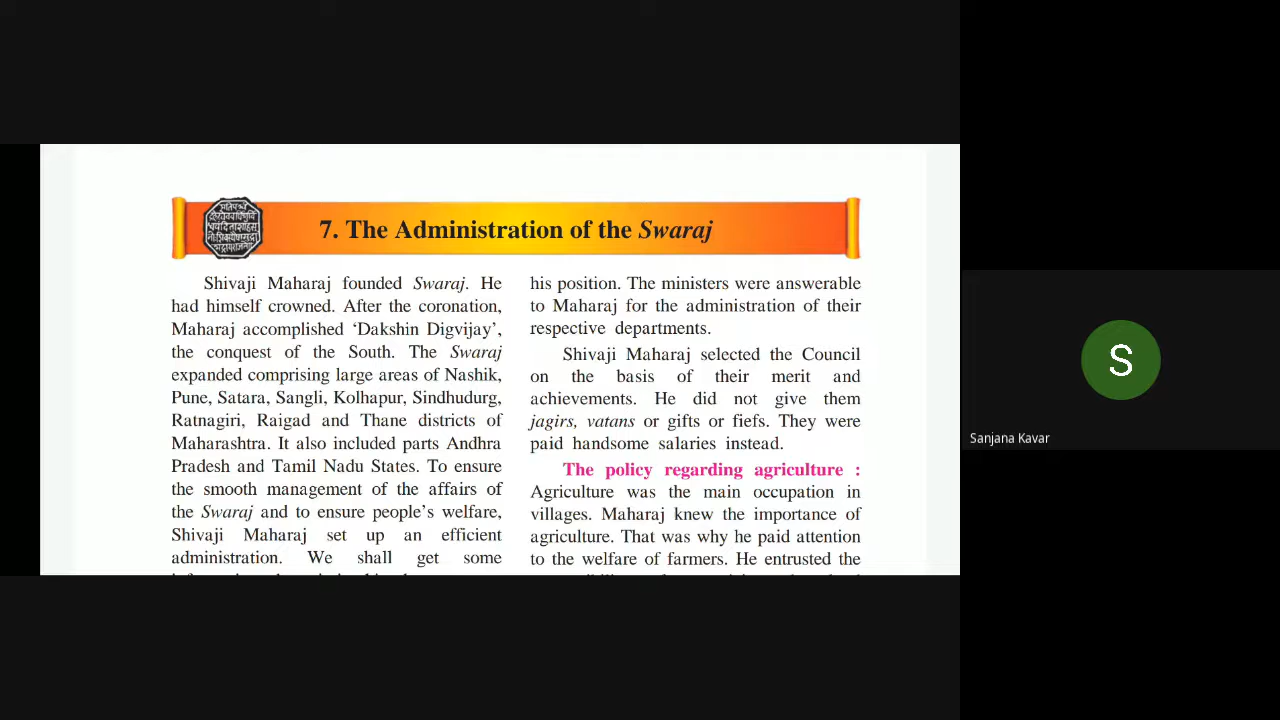 7. The Administration of the Swaraj
Shivaji Maharaj founded Swaraj. He
had himself crowned. After the coronation,
Maharaj accomplished ‘Dakshin Digvijay’,
the conquest of the South. The Swaraj
expanded comprising large areas of Nashik,
Pune, Satara, Sangli, Kolhapur, Sindhudurg,
Ratnagiri, Raigad and Thane districts of
Maharashtra. It also included parts Andhra
Pradesh and Tamil Nadu States. To ensure
the smooth management of the affairs of
the Swaraj and to ensure people’s welfare,
Shivaji Maharaj set up an efficient
administration. We shall get some
his position. The ministers were answerable
to Maharaj for the administration of their
respective departments.
Shivaji Maharaj selected the Council
on the basis of their merit and
achievements. He did not give them
jagirs, vatans or gifts or fiefs. They were
paid handsome salaries instead.
The policy regarding agriculture :
Agriculture was the main occupation in
villages. Maharaj knew the importance of
agriculture. That was why he paid attention
to the welfare of farmers. He entrusted the
S
Sanjana Kavar